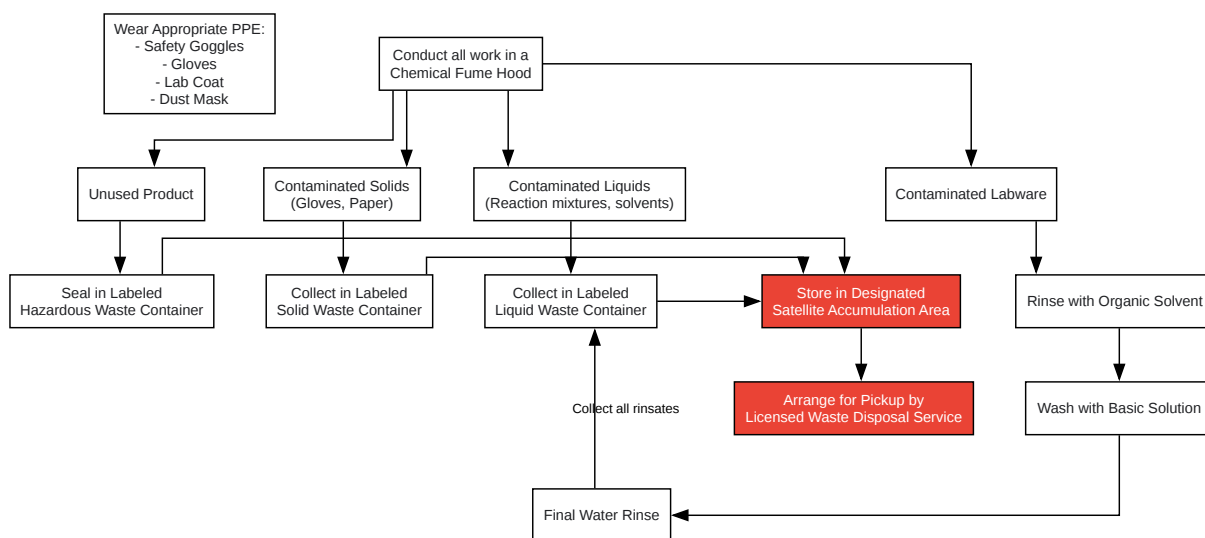 Wear Appropriate PPE:
- Safety Goggles
- Gloves
- Lab Coat
- Dust Mask
Conduct all work in a
Chemical Fume Hood
Unused Product
Contaminated Solids
(Gloves, Paper)
Contaminated Liquids
(Reaction mixtures, solvents)
Contaminated Labware
Seal in Labeled
Hazardous Waste Container
Collect in Labeled
Solid Waste Container
Collect in Labeled
Liquid Waste Container
Store in Designated
Satellite Accumulation Area
Rinse with Organic Solvent
Collect all rinsates
Arrange for Pickup by
Licensed Waste Disposal Service
Wash with Basic Solution
Final Water Rinse